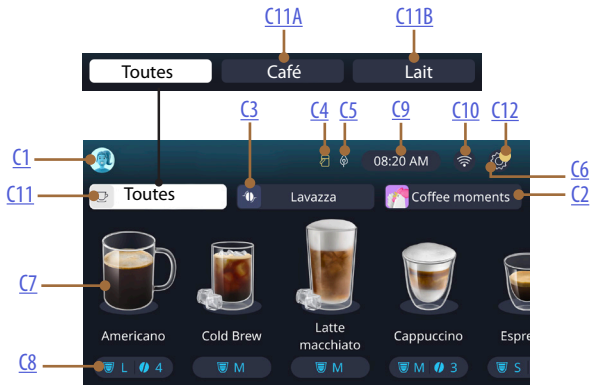 C11A C11B
Toutes Café Lait
C3 C4 C5 C9 C10 C12
C1 08:20 AM C6
C11 Toutes Lavazza Coffee moments C2
C7
Americano Cold Brew Latte macchiato Cappuccino Espre
C8 L 4 M M M 3 S